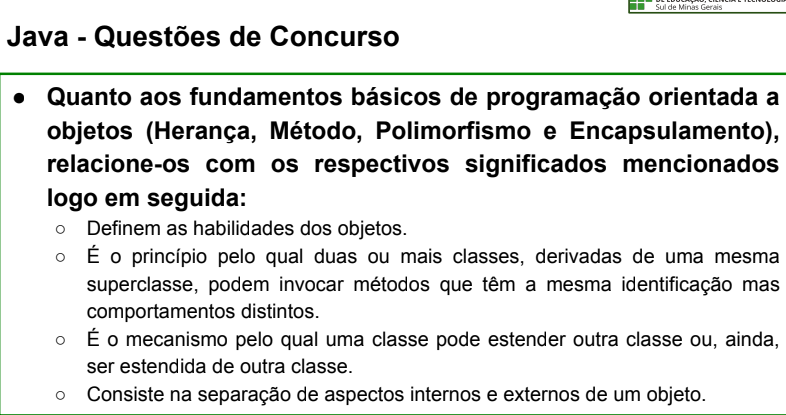 DE EDUCAÇÃO, CIÊNCIA E TECNOLOGIA
Sul de Minas Gerais
Java - Questões de Concurso
● Quanto aos fundamentos básicos de programação orientada a
objetos (Herança, Método, Polimorfismo e Encapsulamento),
relacione-os com os respectivos significados mencionados
logo em seguida:
○ Definem as habilidades dos objetos.
○ É o princípio pelo qual duas ou mais classes, derivadas de uma mesma
superclasse, podem invocar métodos que têm a mesma identificação mas
comportamentos distintos.
○ É o mecanismo pelo qual uma classe pode estender outra classe ou, ainda,
ser estendida de outra classe.
○ Consiste na separação de aspectos internos e externos de um objeto.